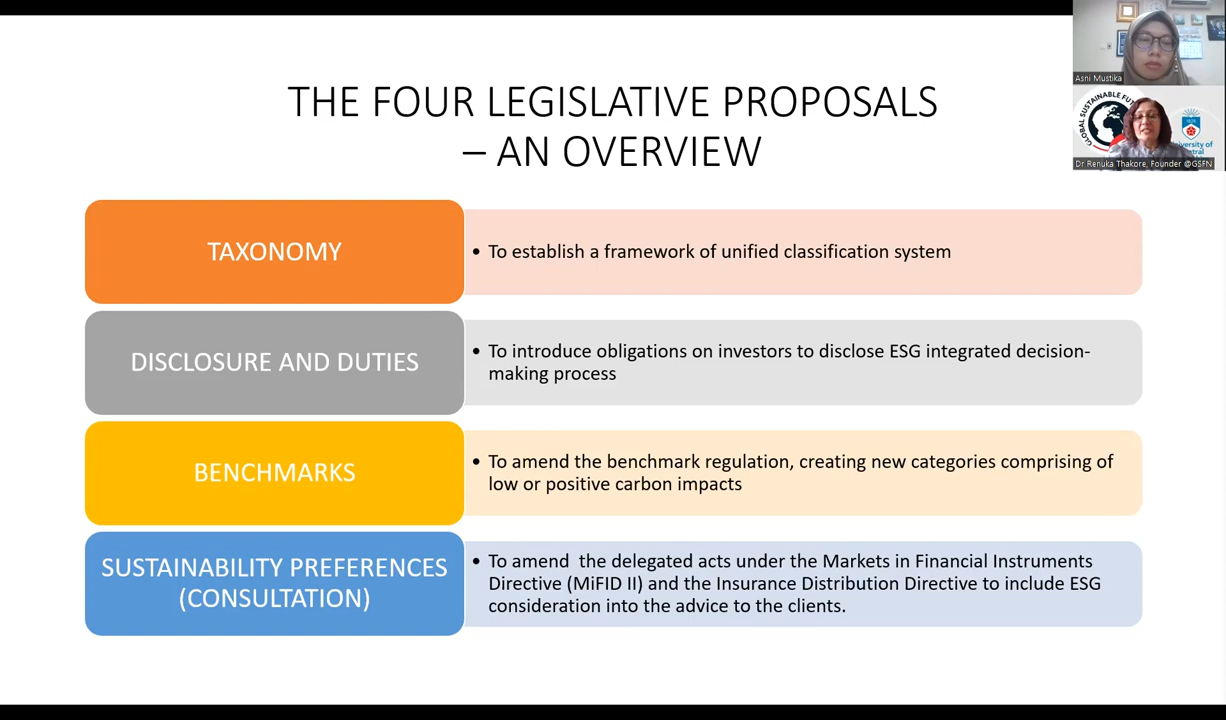 THE FOUR LEGISLATIVE PROPOSALS
– AN OVERVIEW
TAXONOMY
• To establish a framework of unified classification system
DISCLOSURE AND DUTIES
• To introduce obligations on investors to disclose ESG integrated decision-
making process
BENCHMARKS
• To amend the benchmark regulation, creating new categories comprising of
low or positive carbon impacts
SUSTAINABILITY PREFERENCES
(CONSULTATION)
• To amend  the delegated acts under the Markets in Financial Instruments
Directive (MiFID II) and the Insurance Distribution Directive to include ESG
consideration into the advice to the clients.
Asni Mustika
GLOBAL SUSTAINABLE FUT
Dr Renuka Thakore, Founder @GSFN